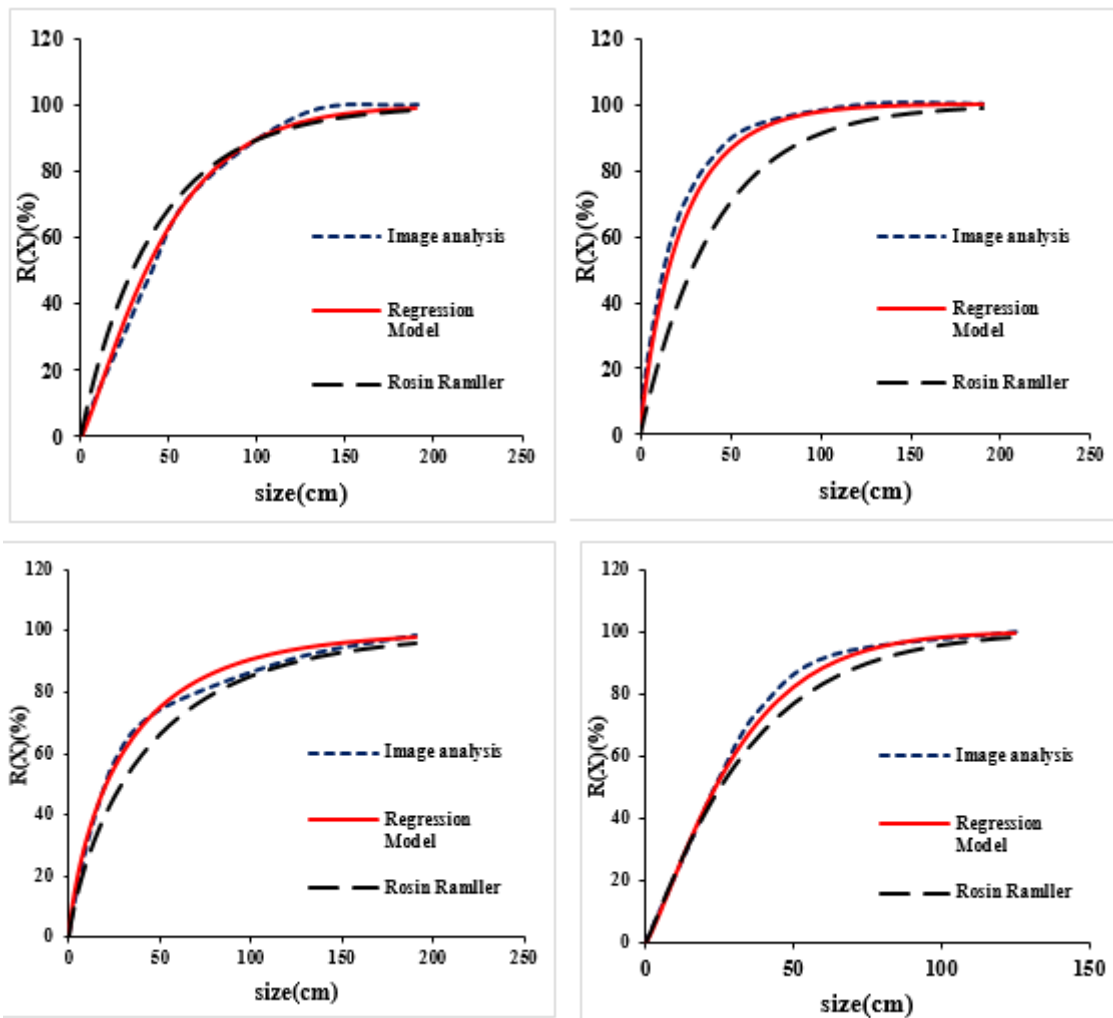 120
100
80
60
40
20
0
R(X)(%)
0 50 100 150 200 250
size(cm)
Image analysis
Regression
Model
Rosin Ramller
120
100
80
60
40
20
0
R(X)(%)
0 50 100 150 200 250
size(cm)
Image analysis
Regression
Model
Rosin Ramller
120
100
80
60
40
20
0
R(X)(%)
0 50 100 150 200 250
size(cm)
Image analysis
Regression
Model
Rosin Ramller
120
100
80
60
40
20
0
R(X)(%)
0 50 100 150
size(cm)
Image analysis
Regression
Model
Rosin Ramller